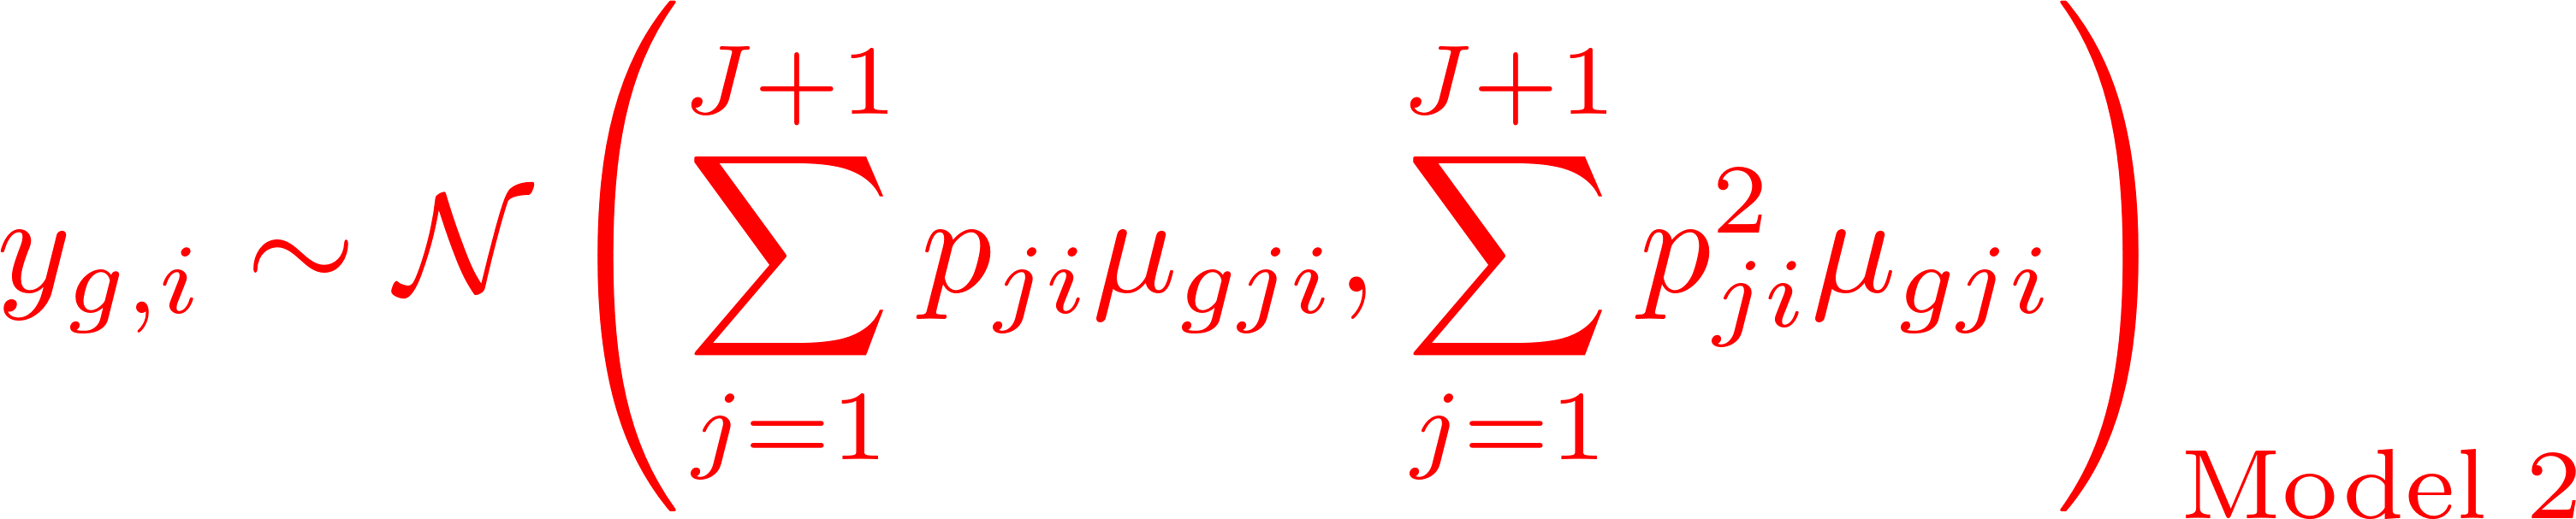 y_{g,i} ∼ 𝒩 ( ∑_{j=1}^{J+1} p_{ji} μ_{gji}, ∑_{j=1}^{J+1} p_{ji}^2 μ_{gji} )_{Model 2}